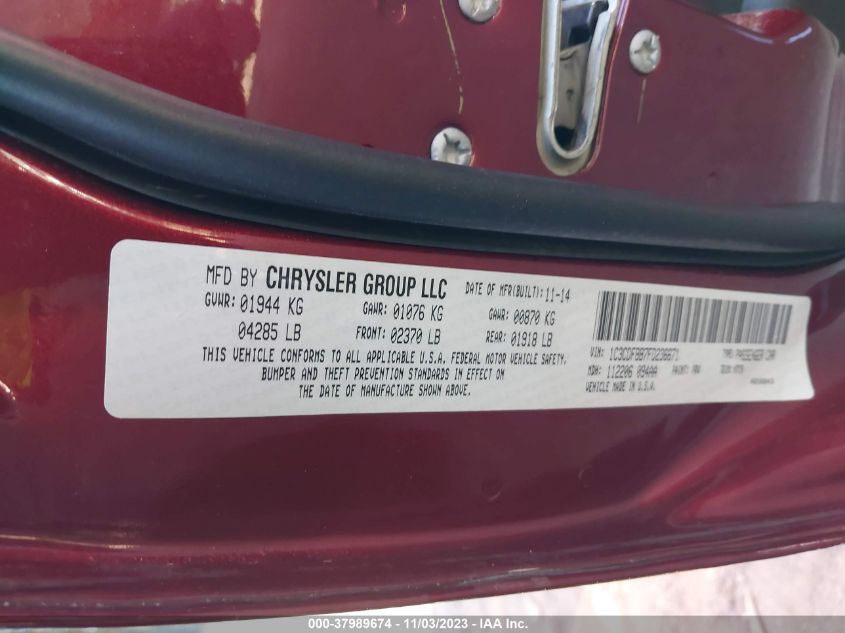 MFD BY CHRYSLER GROUP LLC DATE OF MFR(BUILT): 11-14
GVWR: 01944 KG GAWR: 01076 KG GAWR: 00870 KG
04285 LB FRONT: 02370 LB REAR: 01918 LB
THIS VEHICLE CONFORMS TO ALL APPLICABLE U.S.A. FEDERAL MOTOR VEHICLE SAFETY,
BUMPER AND THEFT PREVENTION STANDARDS IN EFFECT ON
THE DATE OF MANUFACTURE SHOWN ABOVE.
VIN: TYPE: PASSENGER CAR
MDH: 112206 094AA PAINT:
VEHICLE MADE IN U.S.A.
000-37989674 - 11/03/2023 - IAAI.com